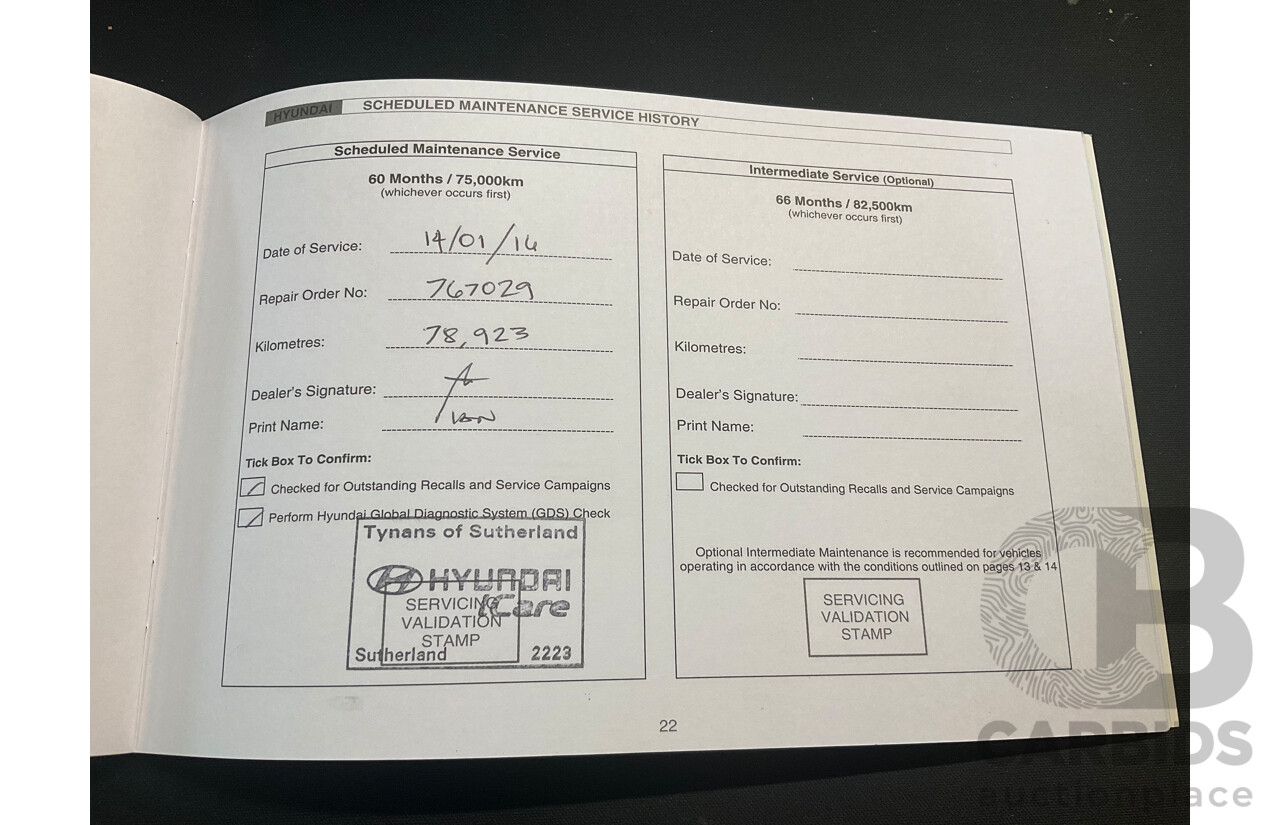 HYUNDAI SCHEDULED MAINTENANCE SERVICE HISTORY
Scheduled Maintenance Service
60 Months / 75,000km
(whichever occurs first)
Date of Service: 14/01/16
Repair Order No: 767029
Kilometres: 78,923
Dealer's Signature:
Print Name:
Tick Box To Confirm:
Checked for Outstanding Recalls and Service Campaigns
Perform Hyundai Global Diagnostic System (GDS) Check
Tynans of Sutherland
HYUNDAI
iCare
SERVICING
VALIDATION
STAMP
Sutherland 2223
Intermediate Service (Optional)
66 Months / 82,500km
(whichever occurs first)
Date of Service:
Repair Order No:
Kilometres:
Dealer's Signature:
Print Name:
Tick Box To Confirm:
Checked for Outstanding Recalls and Service Campaigns
Optional Intermediate Maintenance is recommended for vehicles
operating in accordance with the conditions outlined on pages 13 & 14
SERVICING
VALIDATION
STAMP
22
CB
CARBIDS
auctionplace